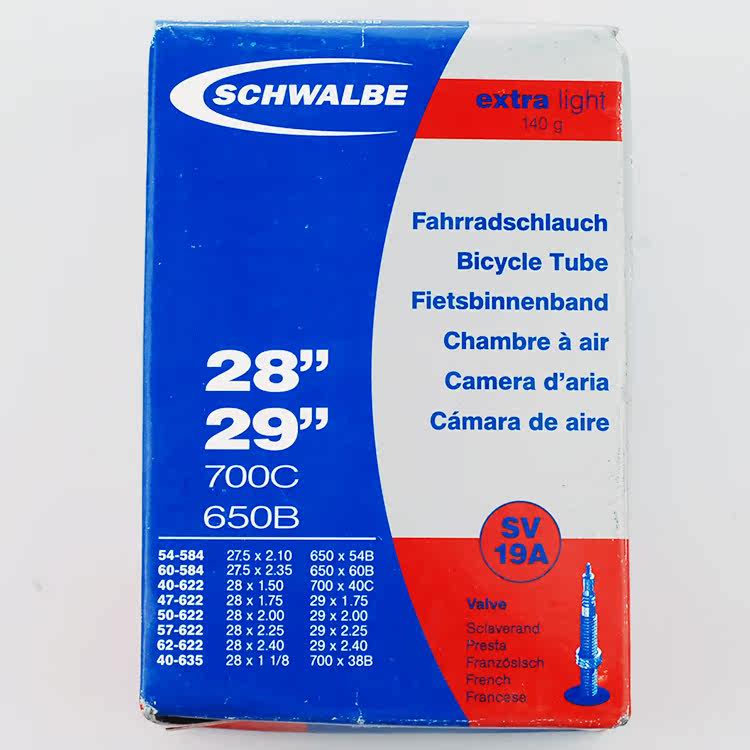 SCHWALBE
extra light
140 g
Fahrradschlauch
Bicycle Tube
Fietsbinnenband
Chambre à air
Camera d'aria
Cámara de aire
28”
29”
700C
650B
54-584 27.5 x 2.10 650 x 54B
60-584 27.5 x 2.35 650 x 60B
40-622 28 x 1.50 700 x 40C
47-622 28 x 1.75 29 x 1.75
50-622 28 x 2.00 29 x 2.00
57-622 28 x 2.25 29 x 2.25
62-622 28 x 2.40 29 x 2.40
40-635 28 x 1 1/8 700 x 38B
SV
19A
Valve
Sclaverand
Presta
Französisch
French
Francese